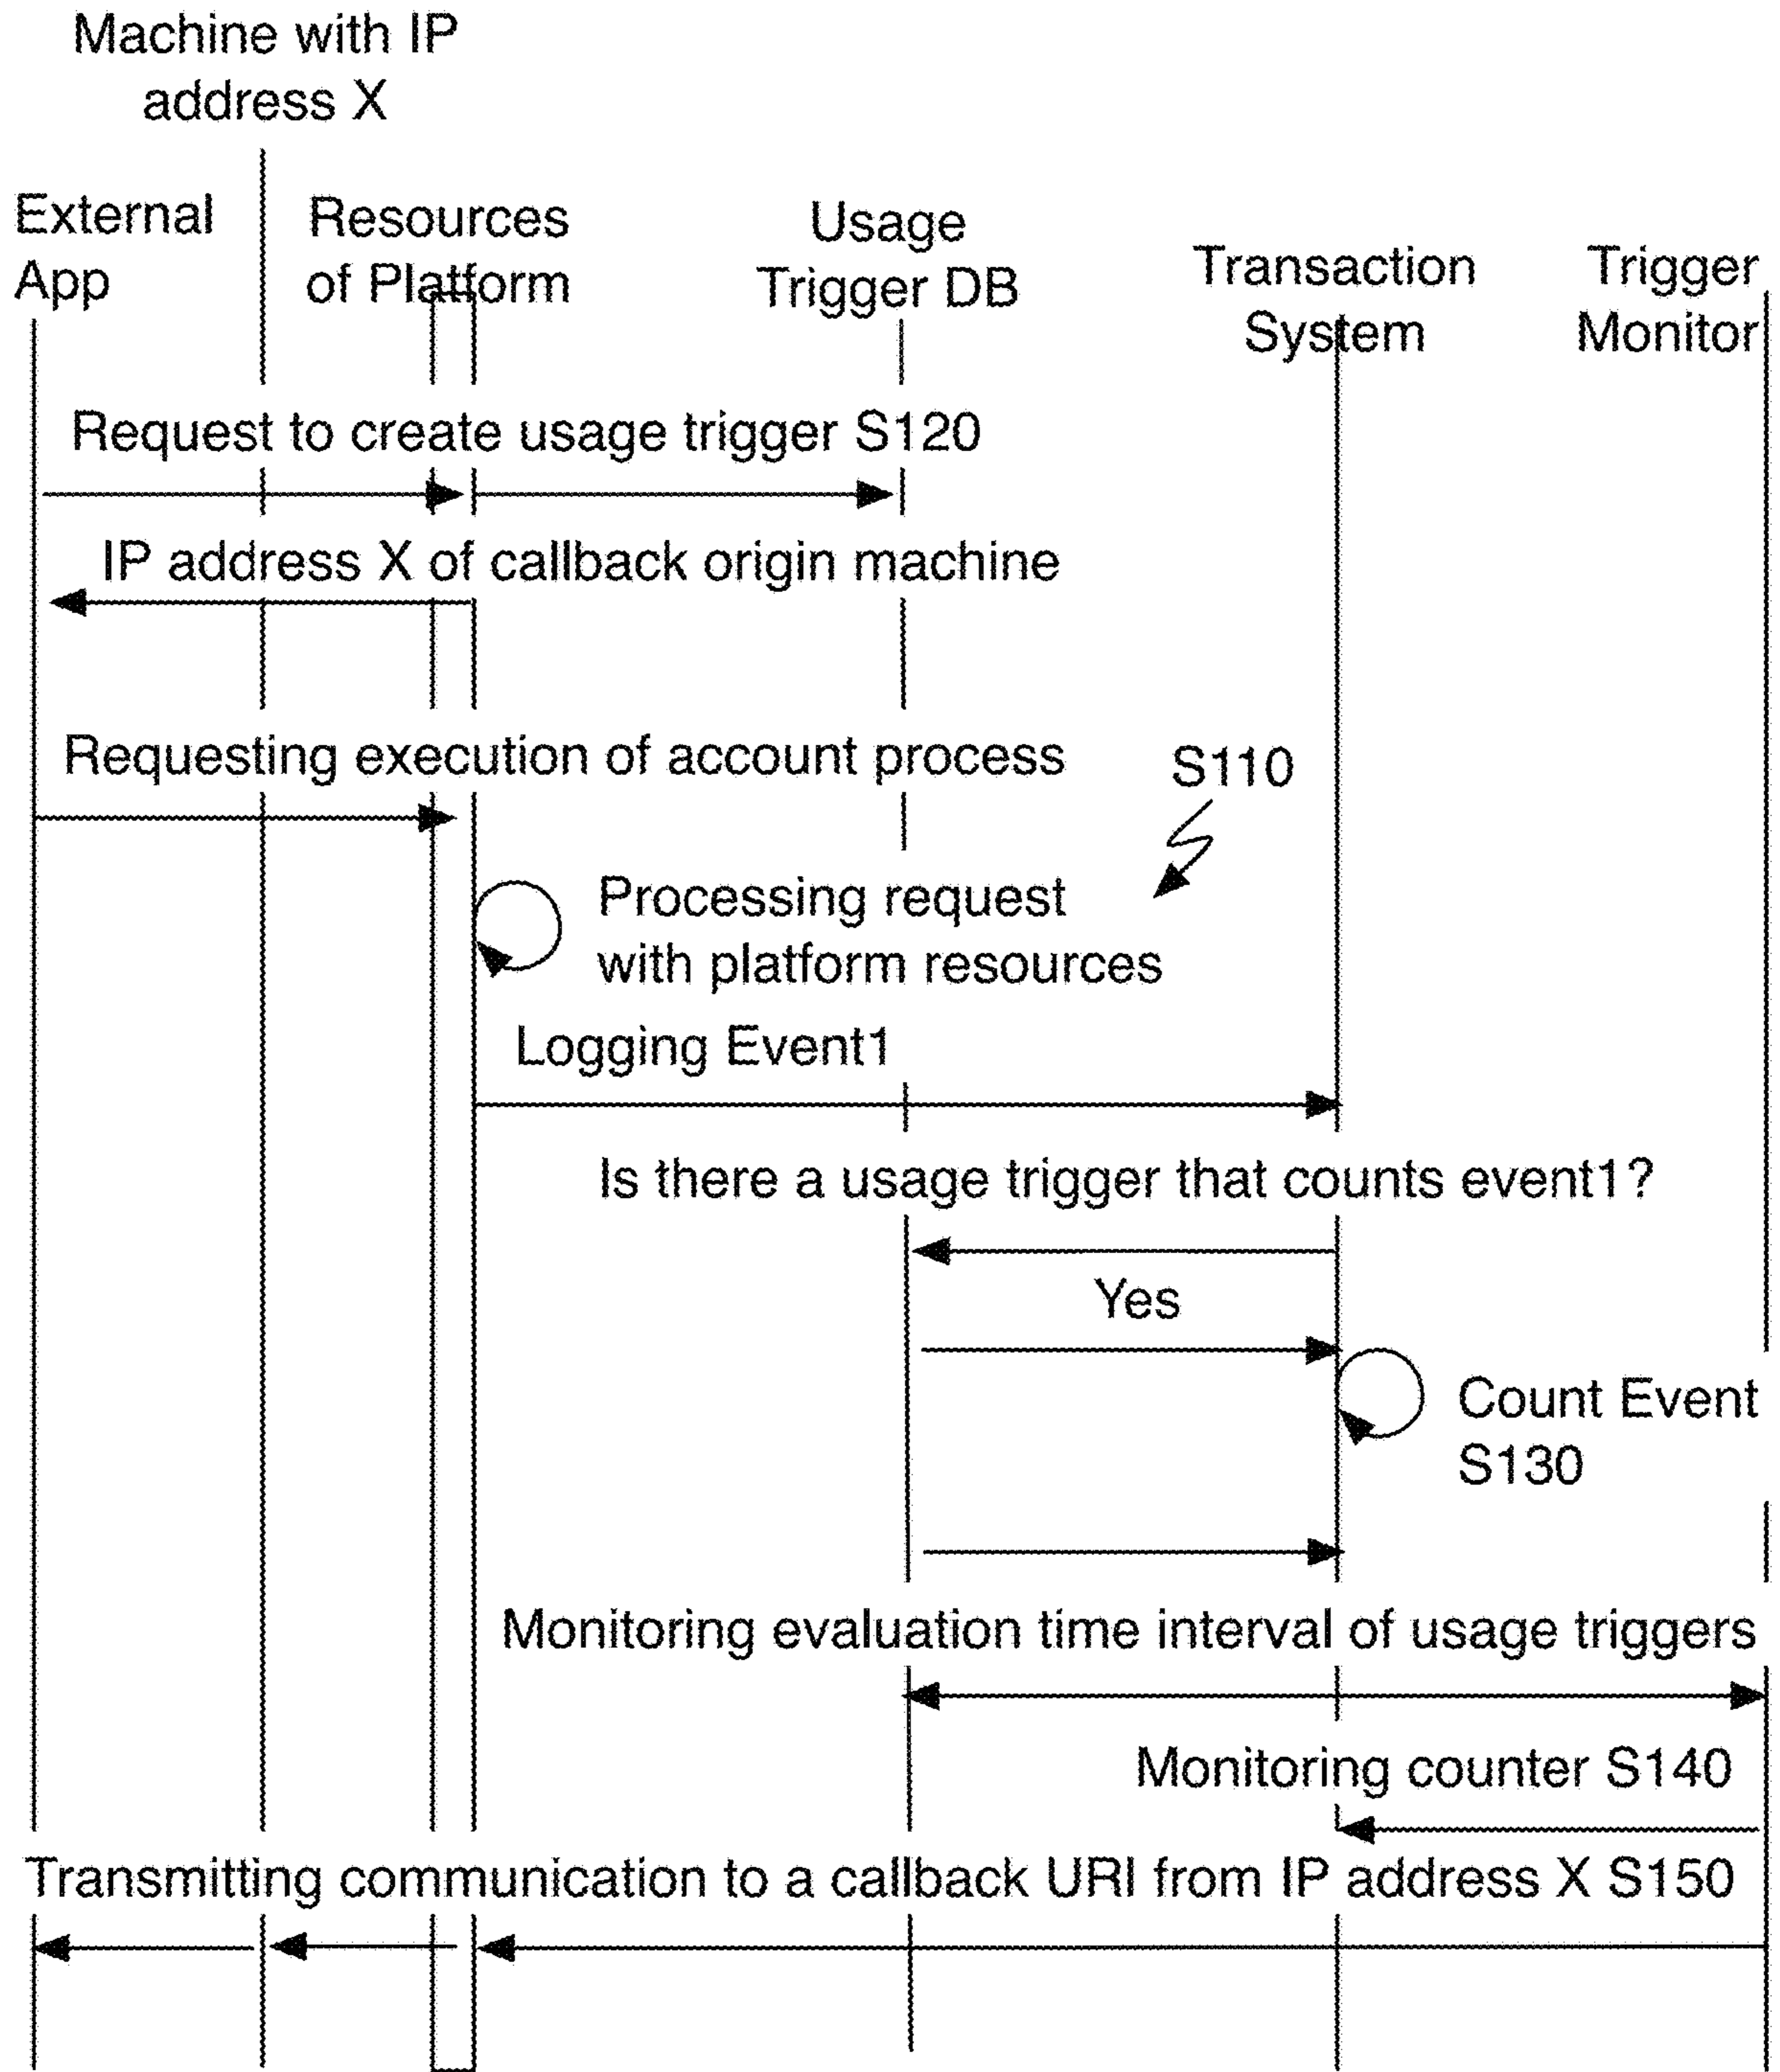 Machine with IP
address X
External
App
Resources
of Platform
Usage
Trigger DB
Transaction
System
Trigger
Monitor
Request to create usage trigger S120
IP address X of callback origin machine
Requesting execution of account process
S110
Processing request
with platform resources
Logging Event1
Is there a usage trigger that counts event1?
Yes
Count Event
S130
Monitoring evaluation time interval of usage triggers
Monitoring counter S140
Transmitting communication to a callback URI from IP address X S150